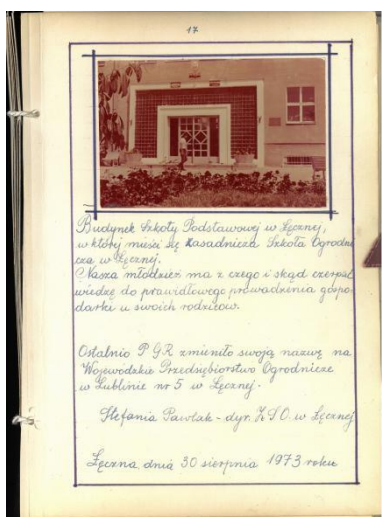 17
Budynek Szkoły Podstawowej w Łęcznej,
w której mieści się Zasadnicza Szkoła Ogrodni
cza w Łęcznej.
Nasza młodzież ma z czego i skąd czerpać
wiedzę do prawidłowego prowadzenia gospo-
darki u swoich rodziców.
Ostatnio PGR zmieniło swoją nazwę na
Wojewódzkie Przedsiębiorstwo Ogrodnicze
w Lublinie nr 5 w Łęcznej.
Stefania Pawlak - dyr. Z S O. w Łęcznej
Łęczna dnia 30 sierpnia 1973 roku